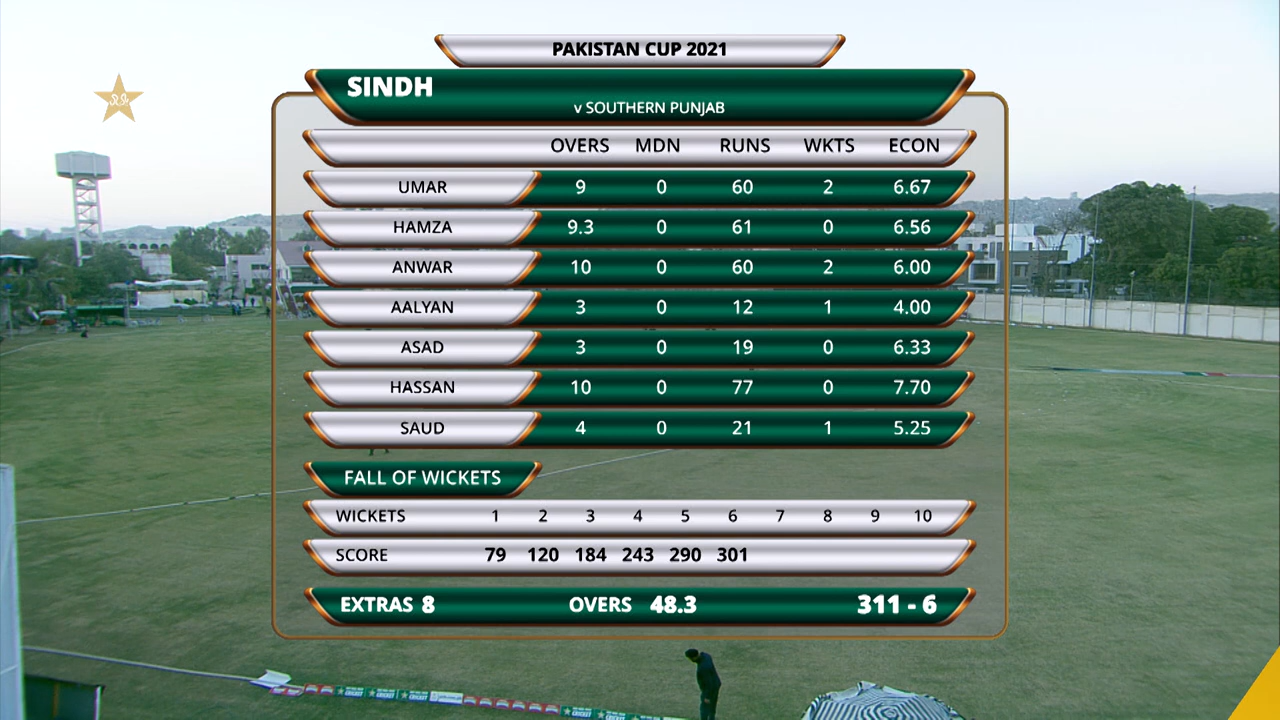 PAKISTAN CUP 2021
SINDH
v SOUTHERN PUNJAB
OVERS MDN RUNS WKTS ECON
UMAR 9 0 60 2 6.67
HAMZA 9.3 0 61 0 6.56
ANWAR 10 0 60 2 6.00
AALYAN 3 0 12 1 4.00
ASAD 3 0 19 0 6.33
HASSAN 10 0 77 0 7.70
SAUD 4 0 21 1 5.25
FALL OF WICKETS
WICKETS 1 2 3 4 5 6 7 8 9 10
SCORE 79 120 184 243 290 301
EXTRAS 8 OVERS 48.3 311 - 6